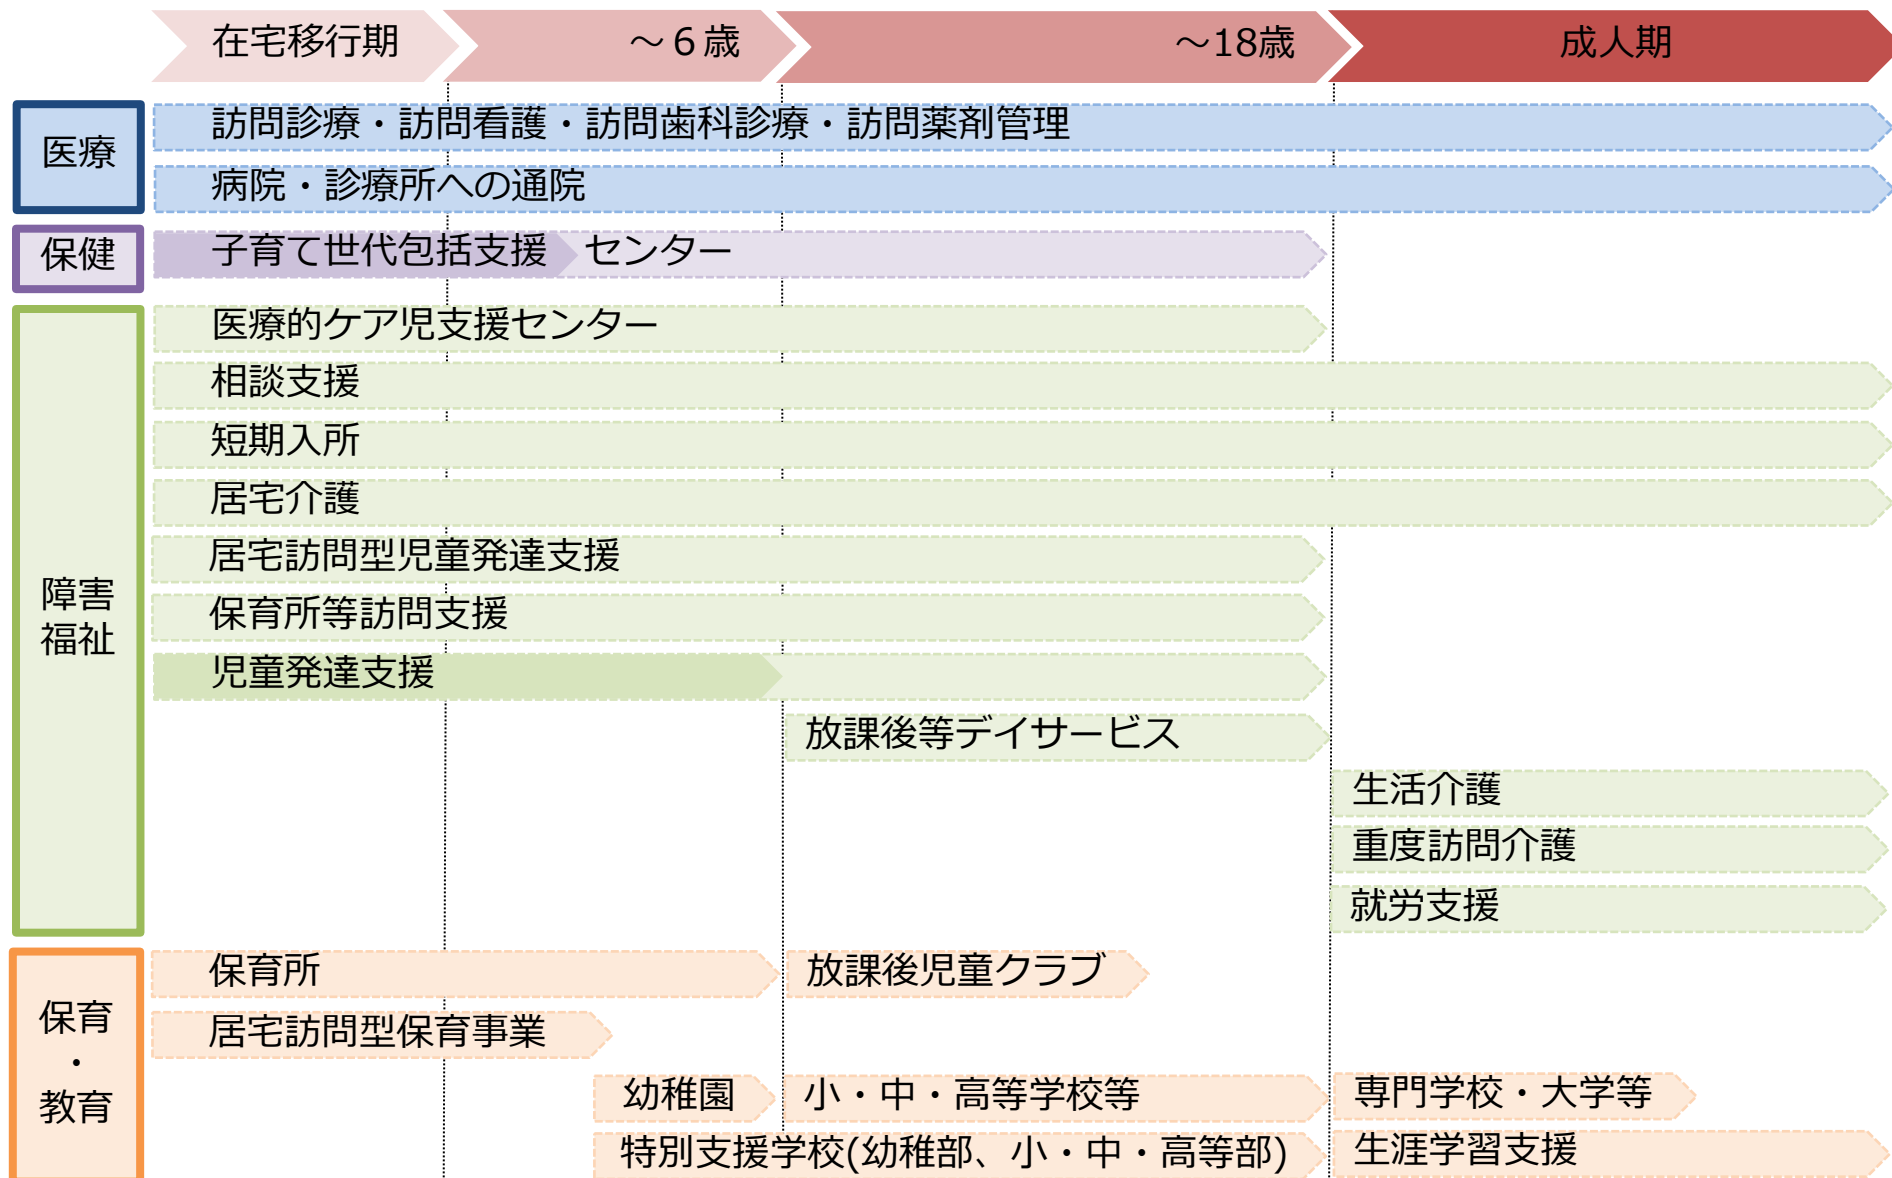 在宅移行期
～６歳
～18歳
成人期
医療
訪問診療・訪問看護・訪問歯科診療・訪問薬剤管理
病院・診療所への通院
保健
子育て世代包括支援 センター
障害
福祉
医療的ケア児支援センター
相談支援
短期入所
居宅介護
居宅訪問型児童発達支援
保育所等訪問支援
児童発達支援
放課後等デイサービス
生活介護
重度訪問介護
就労支援
保育
・
教育
保育所
放課後児童クラブ
居宅訪問型保育事業
幼稚園
小・中・高等学校等
専門学校・大学等
特別支援学校(幼稚部、小・中・高等部)
生涯学習支援